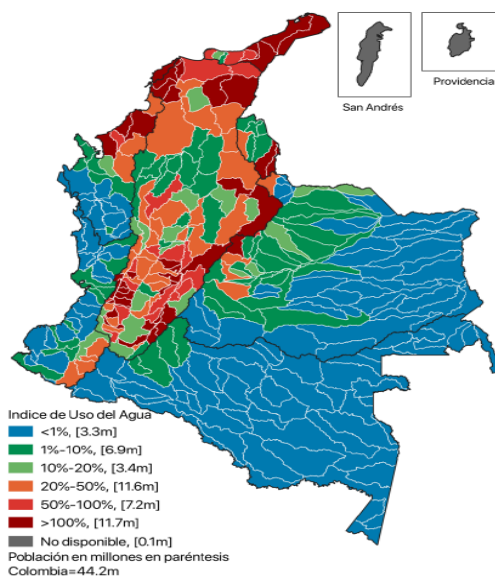 San Andrés
Providencia
Indice de Uso del Agua
<1%, [3.3m]
1%-10%, [6.9m]
10%-20%, [3.4m]
20%-50%, [11.6m]
50%-100%, [7.2m]
>100%, [11.7m]
No disponible, [0.1m]
Población en millones en paréntesis
Colombia=44.2m